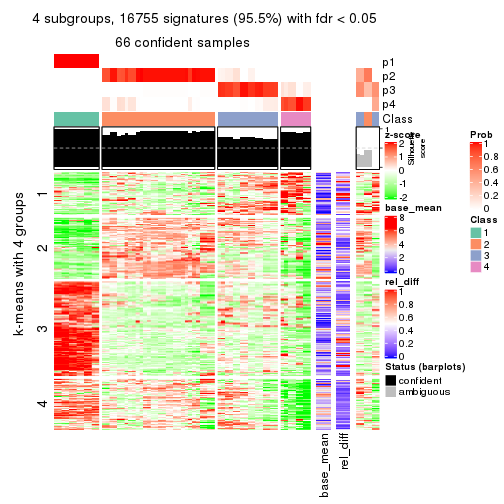 4 subgroups, 16755 signatures (95.5%) with fdr < 0.05
66 confident samples
p1
p2
p3
p4
Class
1
Silhouette
score
z-score
2
1
0
-1
-2
Prob
1
0.8
0.6
0.4
0.2
0
base_mean
8
6
4
2
0
Class
1
2
3
4
rel_diff
1
0.8
0.6
0.4
0.2
0
Status (barplots)
confident
ambiguous
k-means with 4 groups
1
2
3
4
base_mean
rel_diff